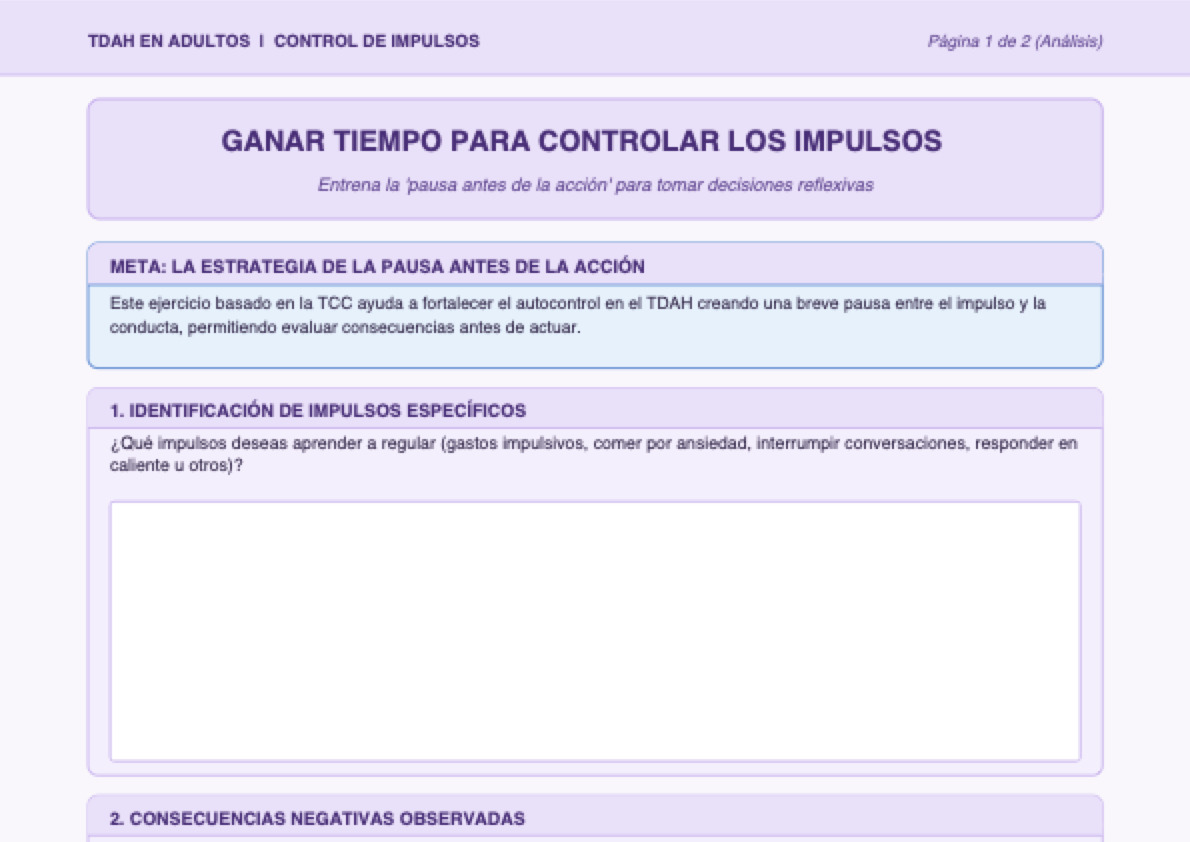 TDAH EN ADULTOS | CONTROL DE IMPULSOS
Página 1 de 2 (Análisis)
GANAR TIEMPO PARA CONTROLAR LOS IMPULSOS
Entrena la 'pausa antes de la acción' para tomar decisiones reflexivas
META: LA ESTRATEGIA DE LA PAUSA ANTES DE LA ACCIÓN
Este ejercicio basado en la TCC ayuda a fortalecer el autocontrol en el TDAH creando una breve pausa entre el impulso y la
conducta, permitiendo evaluar consecuencias antes de actuar.
1. IDENTIFICACIÓN DE IMPULSOS ESPECÍFICOS
¿Qué impulsos deseas aprender a regular (gastos impulsivos, comer por ansiedad, interrumpir conversaciones, responder en
caliente u otros)?
2. CONSECUENCIAS NEGATIVAS OBSERVADAS